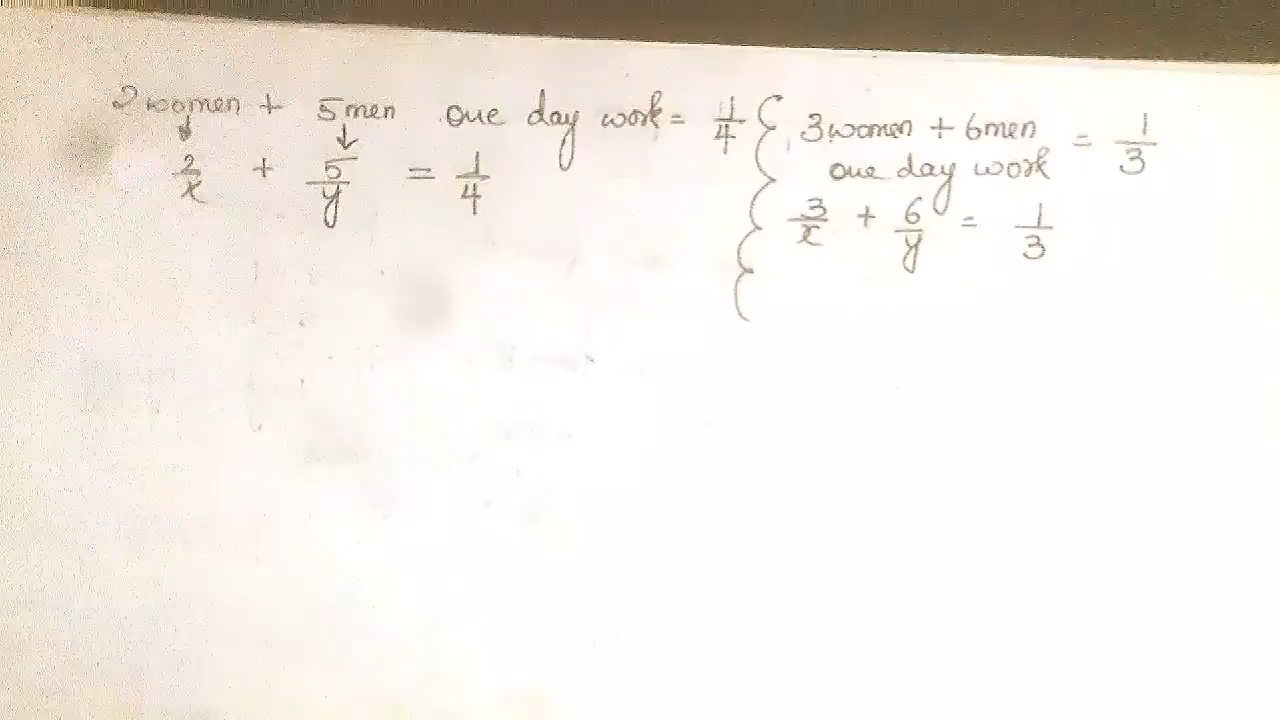 2 women + 5 men one day work = 1/4
2/x + 5/y = 1/4
3 women + 6 men = 1/3
one day work
3/x + 6/y = 1/3